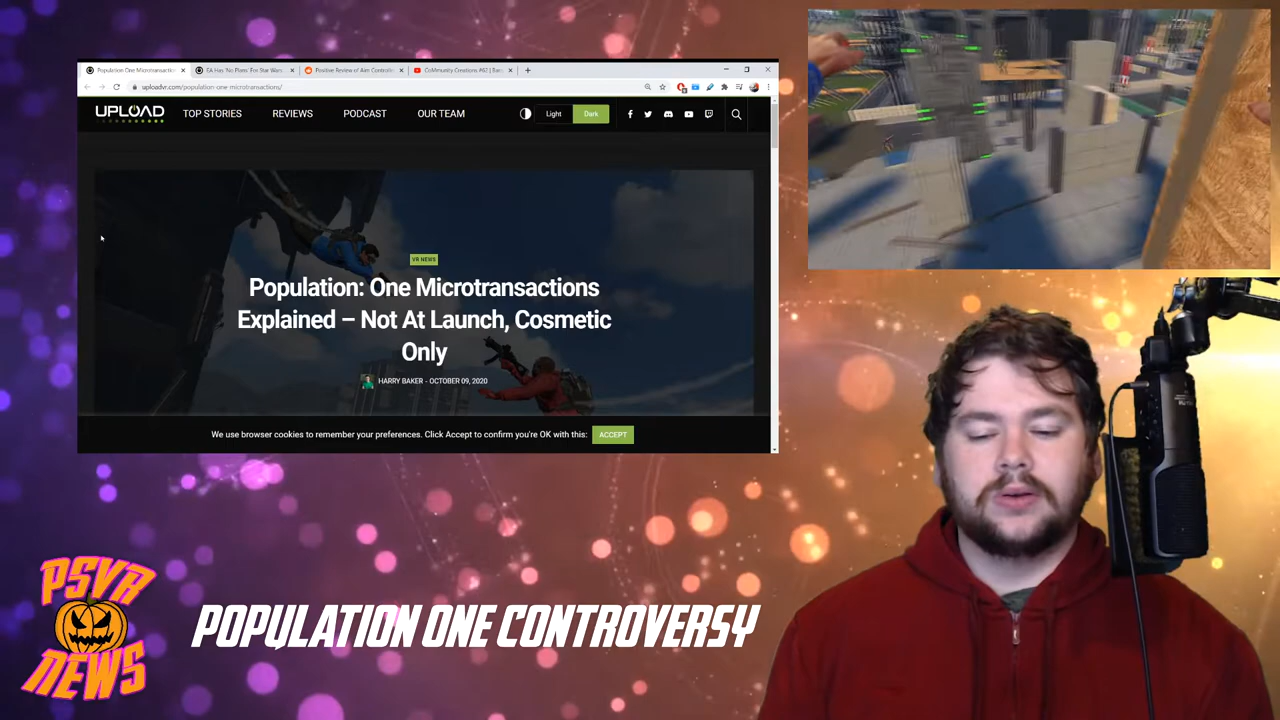 Population: One Microtransaction
EA Has 'No Plans' For Star Wars
Positive Review of Aim Controlle
CoMmunity Creations #62 | Bare
uploadvr.com/population-one-microtransactions/
UPLOAD
TOP STORIES
REVIEWS
PODCAST
OUR TEAM
Light
Dark
VR NEWS
Population: One Microtransactions
Explained – Not At Launch, Cosmetic
Only
HARRY BAKER - OCTOBER 09, 2020
We use browser cookies to remember your preferences. Click Accept to confirm you're OK with this:
ACCEPT
PSVR
NEWS
POPULATION ONE CONTROVERSY